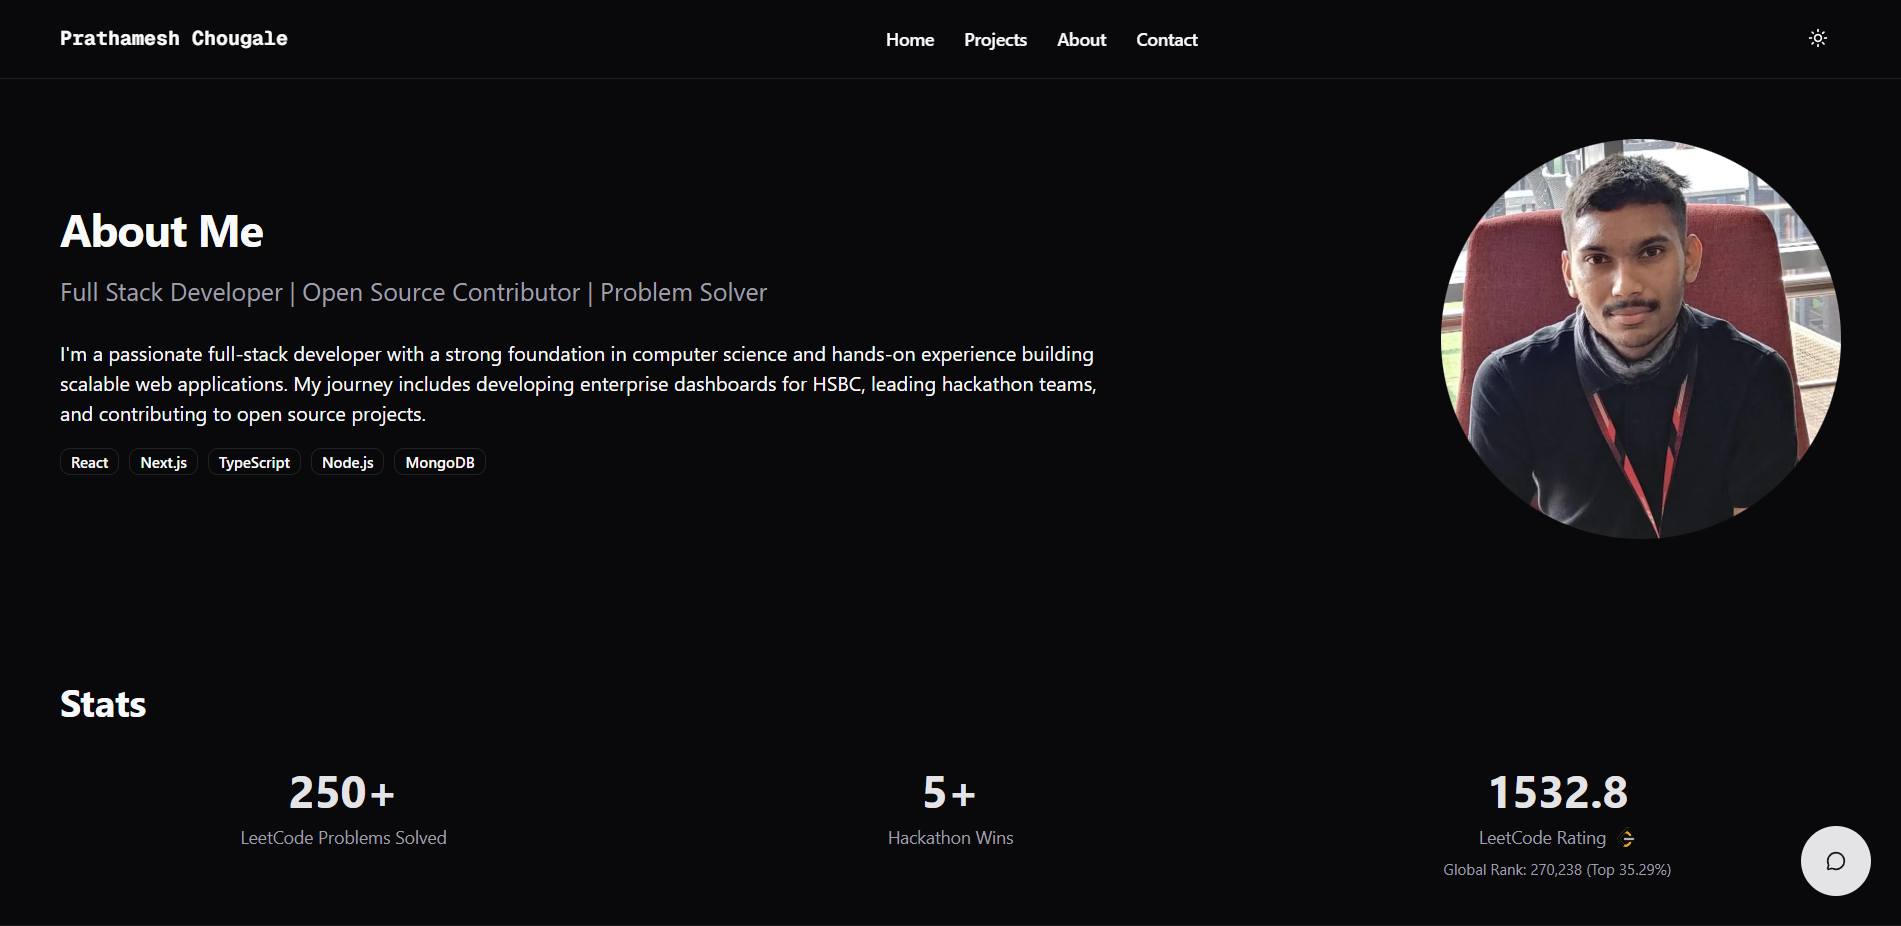 Prathamesh Chougale
Home Projects About Contact
About Me
Full Stack Developer | Open Source Contributor | Problem Solver
I'm a passionate full-stack developer with a strong foundation in computer science and hands-on experience building
scalable web applications. My journey includes developing enterprise dashboards for HSBC, leading hackathon teams,
and contributing to open source projects.
React Next.js TypeScript Node.js MongoDB
Stats
250+
LeetCode Problems Solved
5+
Hackathon Wins
1532.8
LeetCode Rating
Global Rank: 270,238 (Top 35.29%)